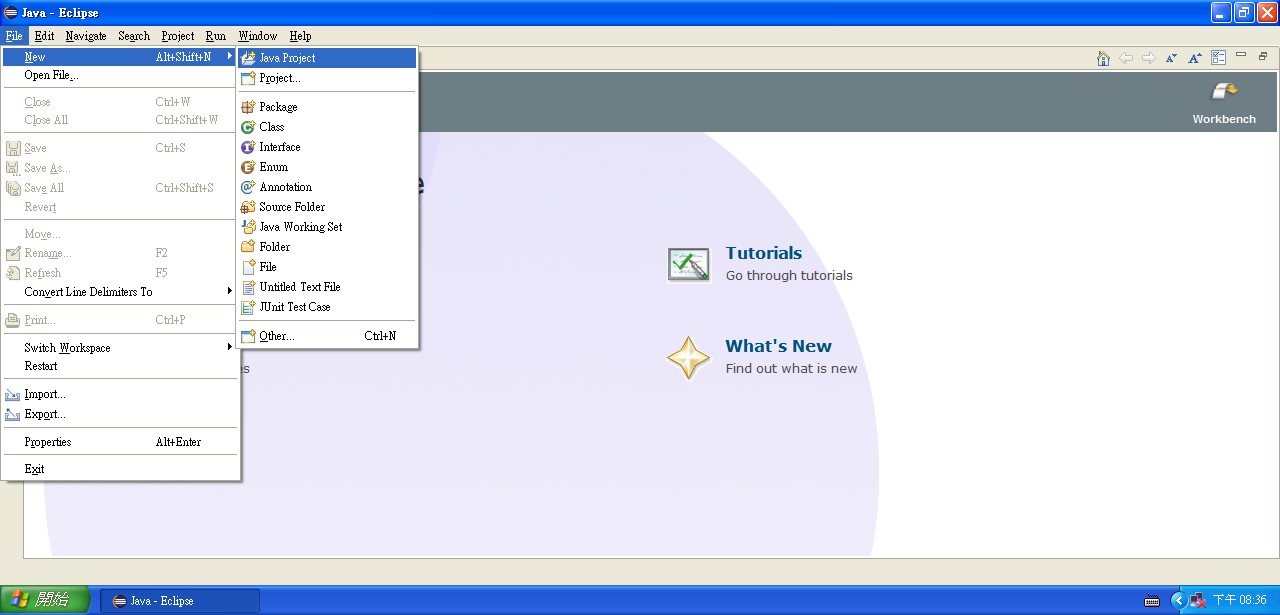 Java - Eclipse
File Edit Navigate Search Project Run Window Help
New Alt+Shift+N
Open File...
Close Ctrl+W
Close All Ctrl+Shift+W
Save Ctrl+S
Save As...
Save All Ctrl+Shift+S
Revert
Move...
Rename... F2
Refresh F5
Convert Line Delimiters To
Print... Ctrl+P
Switch Workspace
Restart
Import...
Export...
Properties Alt+Enter
Exit
Java Project
Project...
Package
Class
Interface
Enum
Annotation
Source Folder
Java Working Set
Folder
File
Untitled Text File
JUnit Test Case
Other... Ctrl+N
Workbench
Tutorials
Go through tutorials
What's New
Find out what is new
開始
Java - Eclipse
下午 08:36